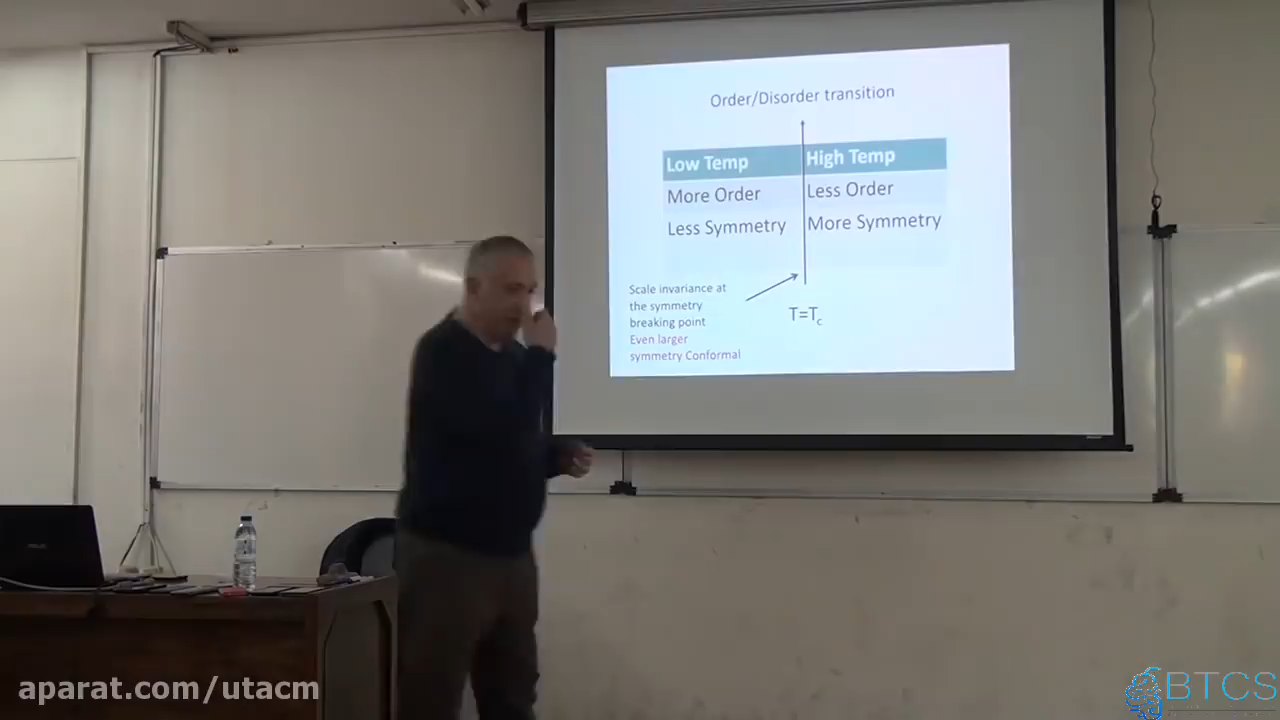 Order/Disorder transition
Low Temp High Temp
More Order Less Order
Less Symmetry More Symmetry
Scale invariance at
the symmetry
breaking point
Even larger
symmetry Conformal
T=Tc
aparat.com/utacm
BTCS